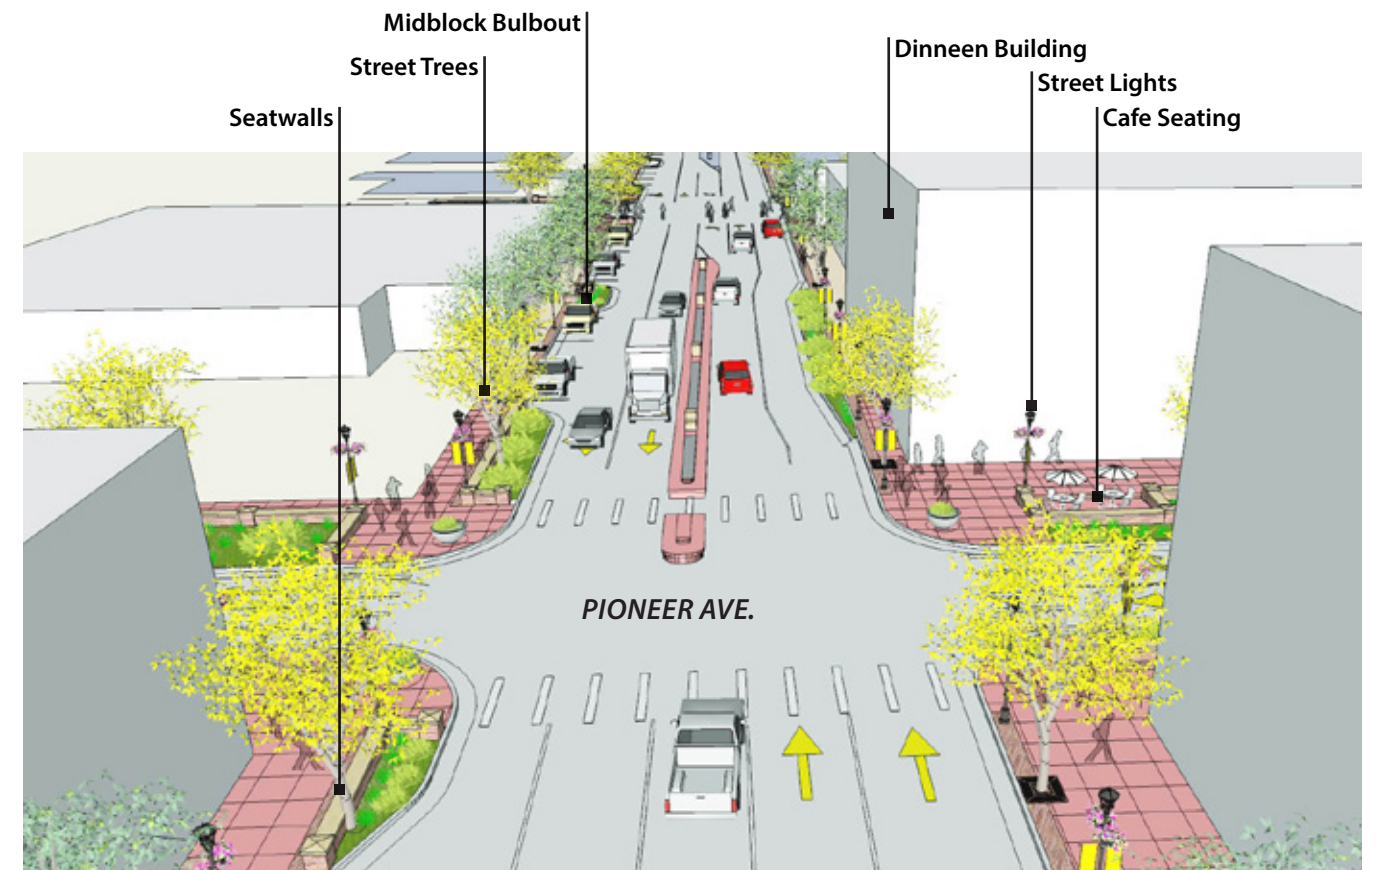 Midblock Bulbout
Dinneen Building
Street Trees
Street Lights
Seatwalls
Cafe Seating
PIONEER AVE.